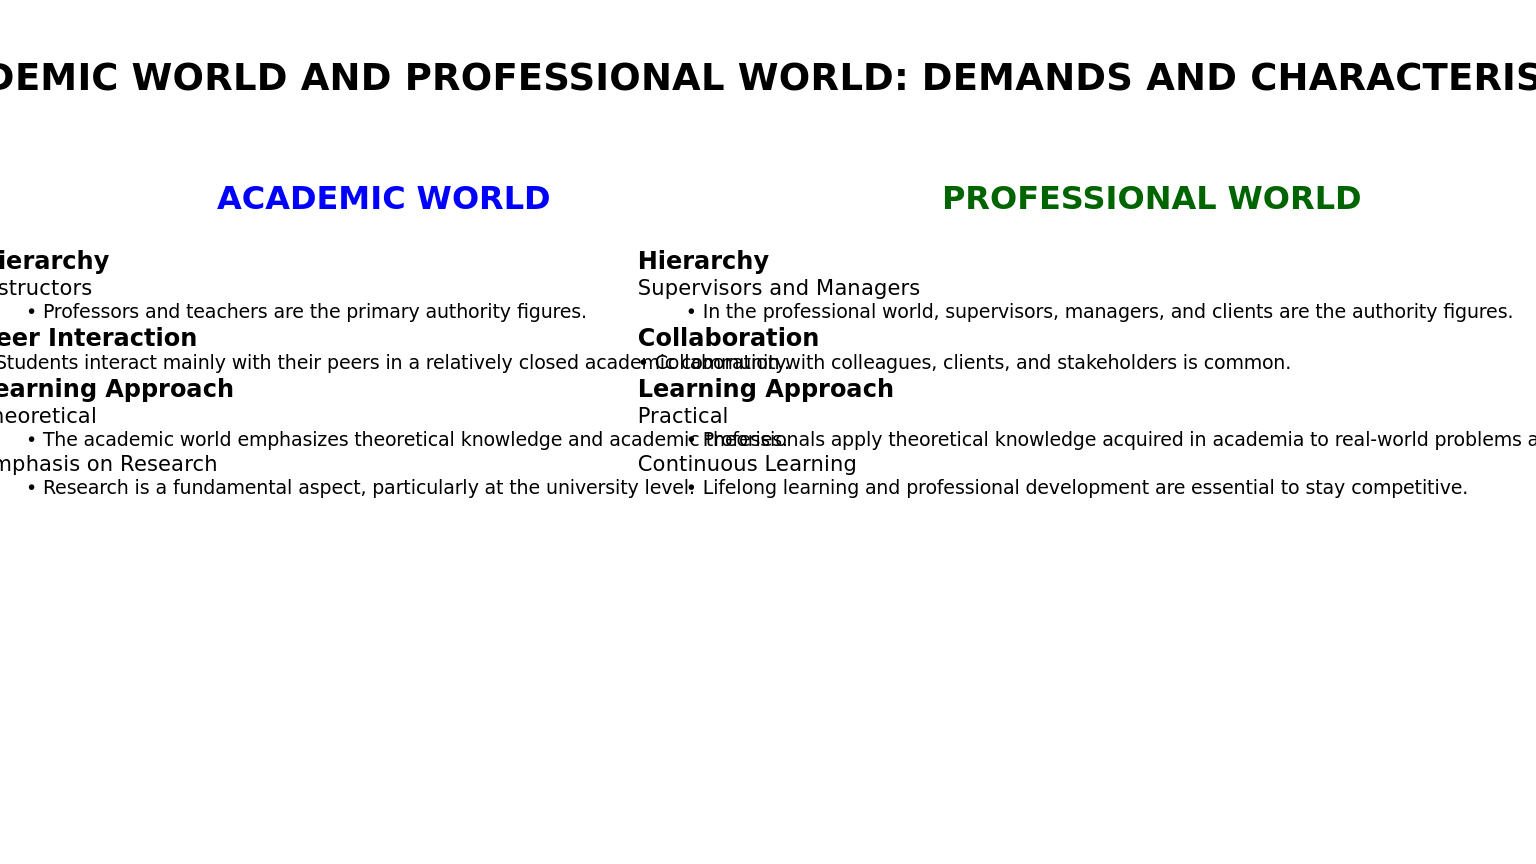 DEMIC WORLD AND PROFESSIONAL WORLD: DEMANDS AND CHARACTERIS
ACADEMIC WORLD
ierarchy
structors
• Professors and teachers are the primary authority figures.
eer Interaction
Students interact mainly with their peers in a relatively closed academic community.
earning Approach
heoretical
• The academic world emphasizes theoretical knowledge and academic theories.
mphasis on Research
• Research is a fundamental aspect, particularly at the university level.
PROFESSIONAL WORLD
Hierarchy
Supervisors and Managers
• In the professional world, supervisors, managers, and clients are the authority figures.
Collaboration
• Collaboration with colleagues, clients, and stakeholders is common.
Learning Approach
Practical
• Professionals apply theoretical knowledge acquired in academia to real-world problems a
Continuous Learning
• Lifelong learning and professional development are essential to stay competitive.